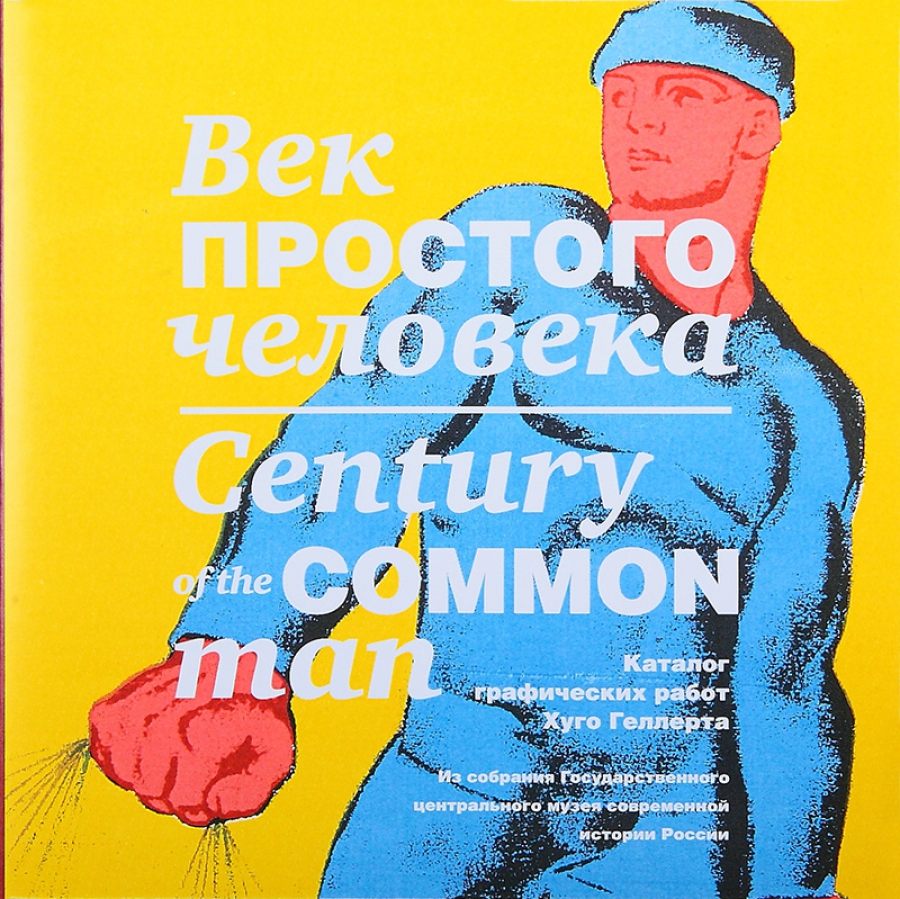 Век
ПРОСТОГО
человека
Century
of the COMMON
man
Каталог
графических работ
Хуго Геллерта
Из собрания Государственного
центрального музея современной
истории России